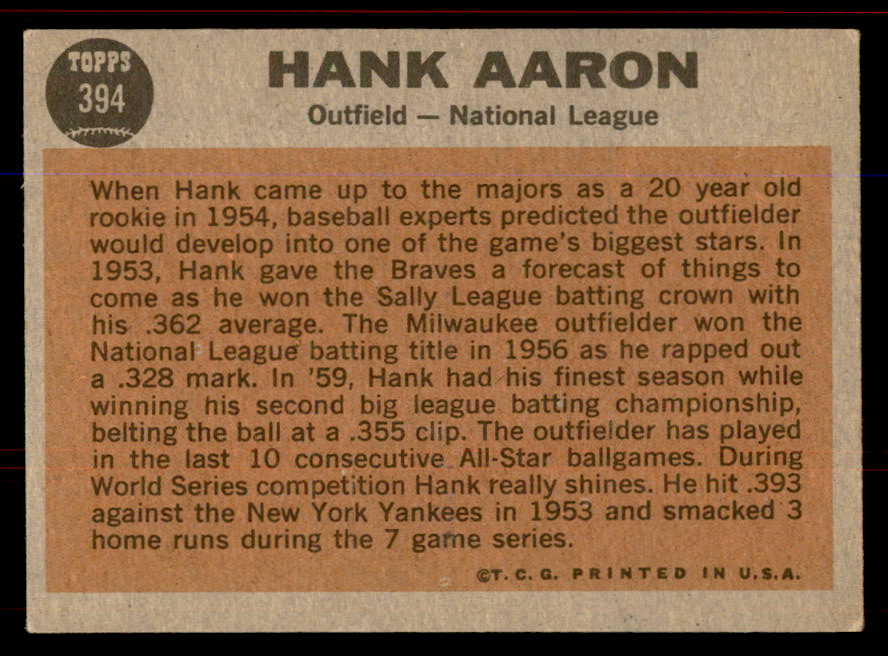 TOPPS
394
HANK AARON
Outfield — National League
When Hank came up to the majors as a 20 year old
rookie in 1954, baseball experts predicted the outfielder
would develop into one of the game's biggest stars. In
1953, Hank gave the Braves a forecast of things to
come as he won the Sally League batting crown with
his .362 average. The Milwaukee outfielder won the
National League batting title in 1956 as he rapped out
a .328 mark. In '59, Hank had his finest season while
winning his second big league batting championship,
belting the ball at a .355 clip. The outfielder has played
in the last 10 consecutive All-Star ballgames. During
World Series competition Hank really shines. He hit .393
against the New York Yankees in 1953 and smacked 3
home runs during the 7 game series.
©T. C. G. PRINTED IN U.S.A.